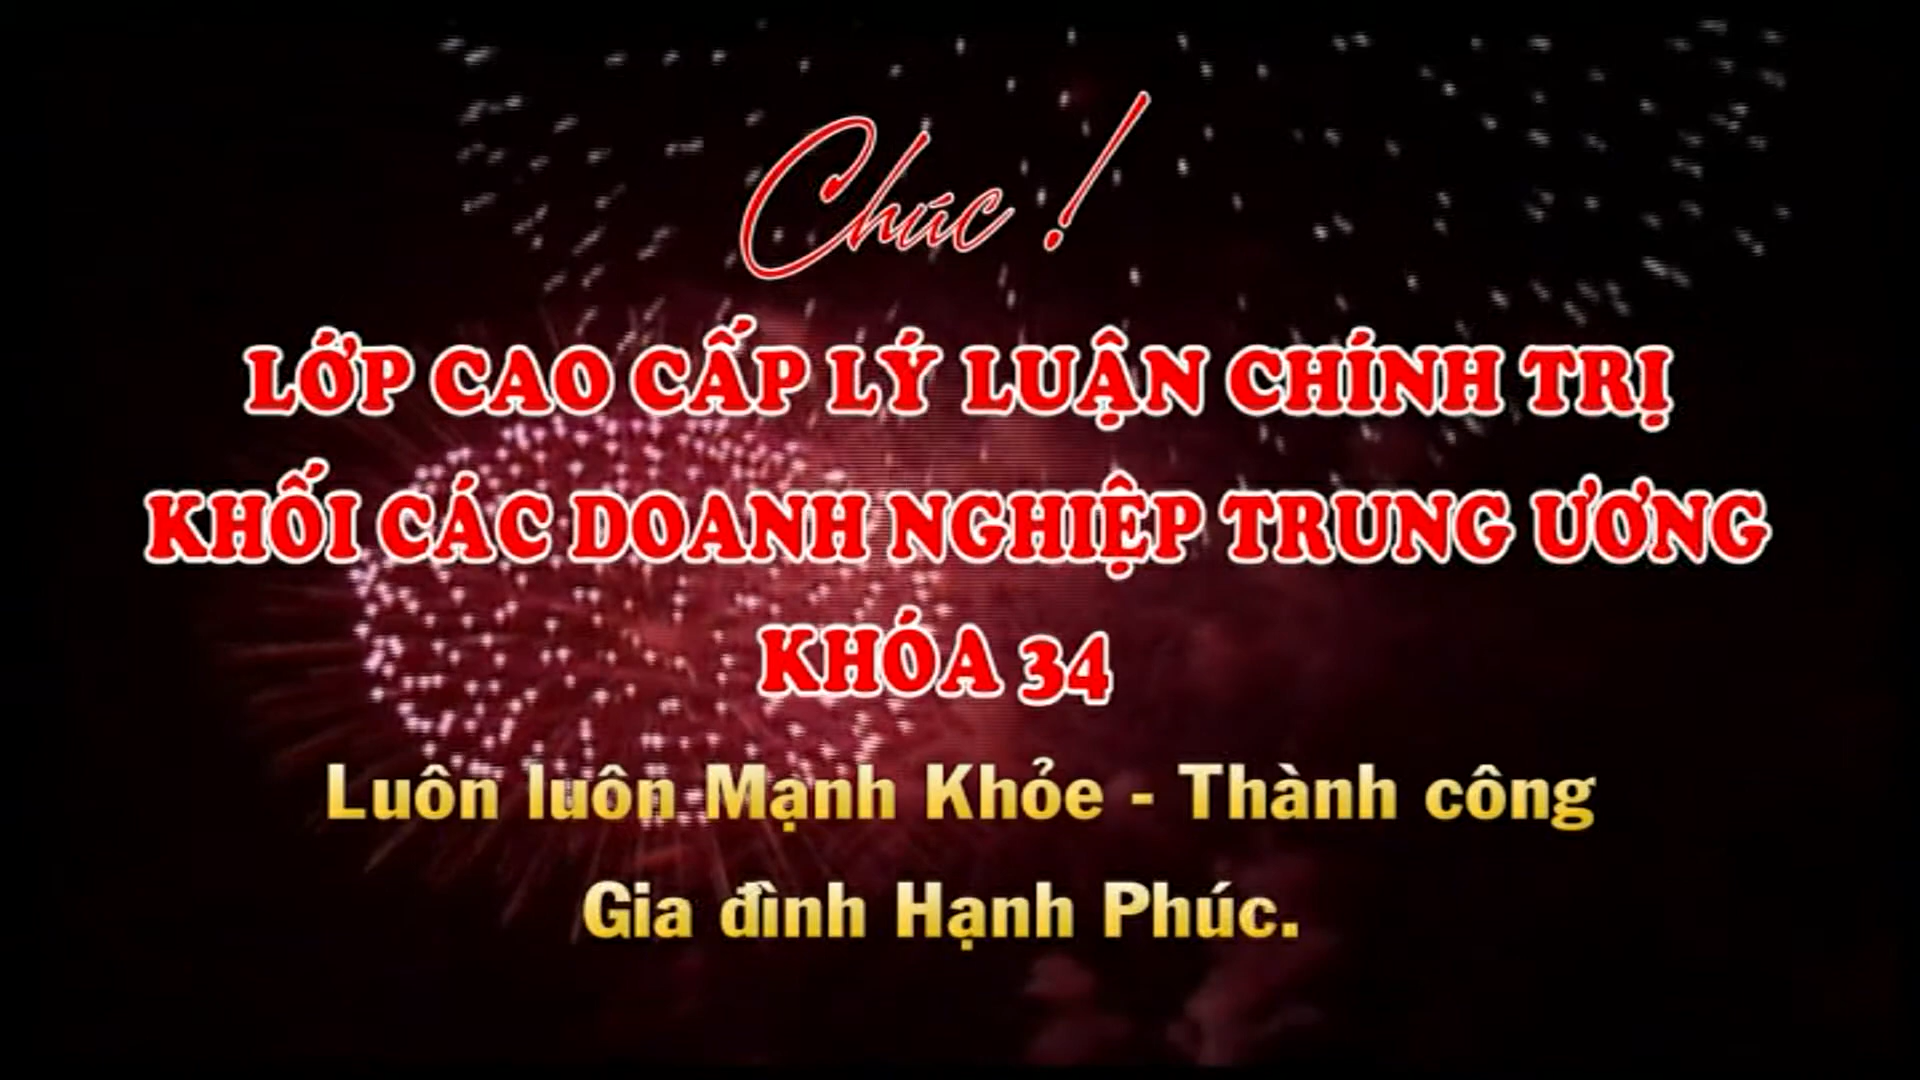 Chúc !
LỚP CAO CẤP LÝ LUẬN CHÍNH TRỊ
KHỐI CÁC DOANH NGHIỆP TRUNG ƯƠNG
KHÓA 34
Luôn luôn Mạnh Khỏe - Thành công
Gia đình Hạnh Phúc.